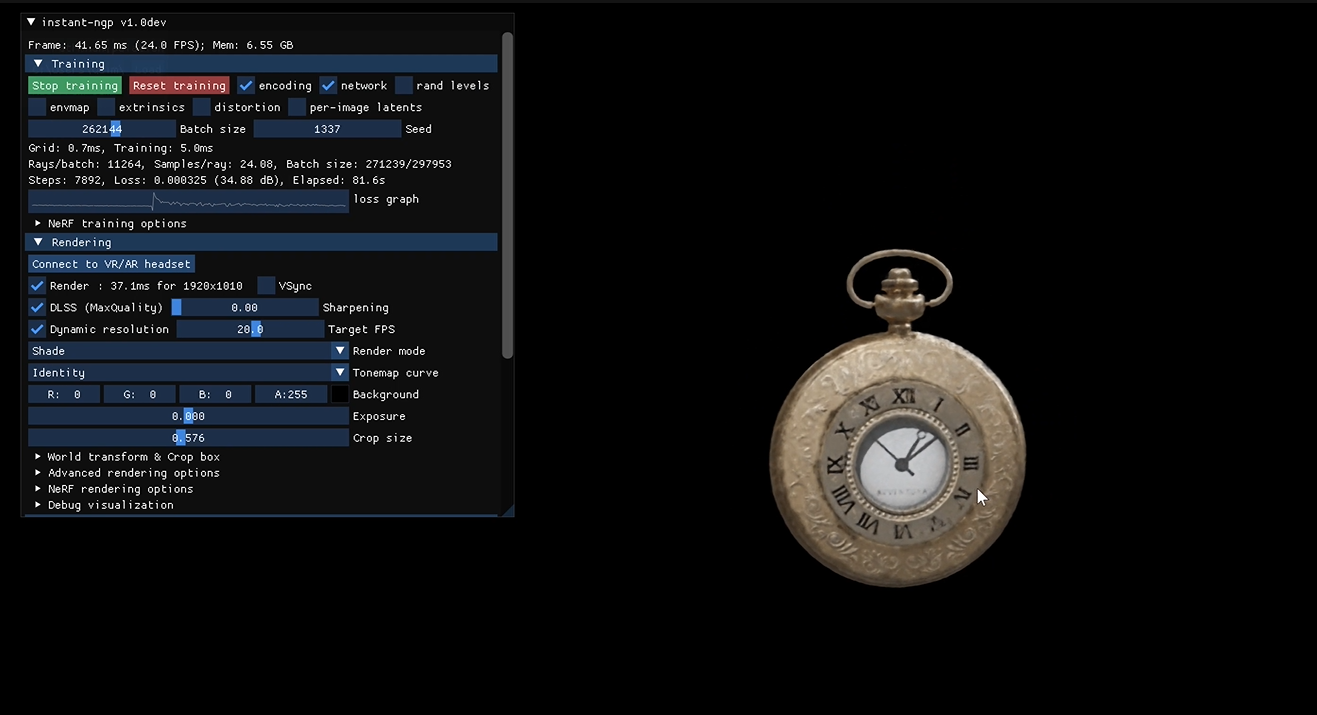 instant-ngp v1.0dev
Frame: 41.65 ms (24.0 FPS); Mem: 6.55 GB
Training
Stop training Reset training encoding network rand levels
envmap extrinsics distortion per-image latents
262144 Batch size 1337 Seed
Grid: 0.7ms, Training: 5.0ms
Rays/batch: 11264, Samples/ray: 24.08, Batch size: 271239/297953
Steps: 7892, Loss: 0.000325 (34.88 dB), Elapsed: 81.6s
loss graph
NeRF training options
Rendering
Connect to VR/AR headset
Render : 37.1ms for 1920x1010 VSync
DLSS (MaxQuality) 0.00 Sharpening
Dynamic resolution 20.0 Target FPS
Shade Render mode
Identity Tonemap curve
R: 0 G: 0 B: 0 A:255 Background
0.000 Exposure
0.576 Crop size
World transform & Crop box
Advanced rendering options
NeRF rendering options
Debug visualization
XII
I
II
III
IV
VI
VII
VIII
IX
X
XI